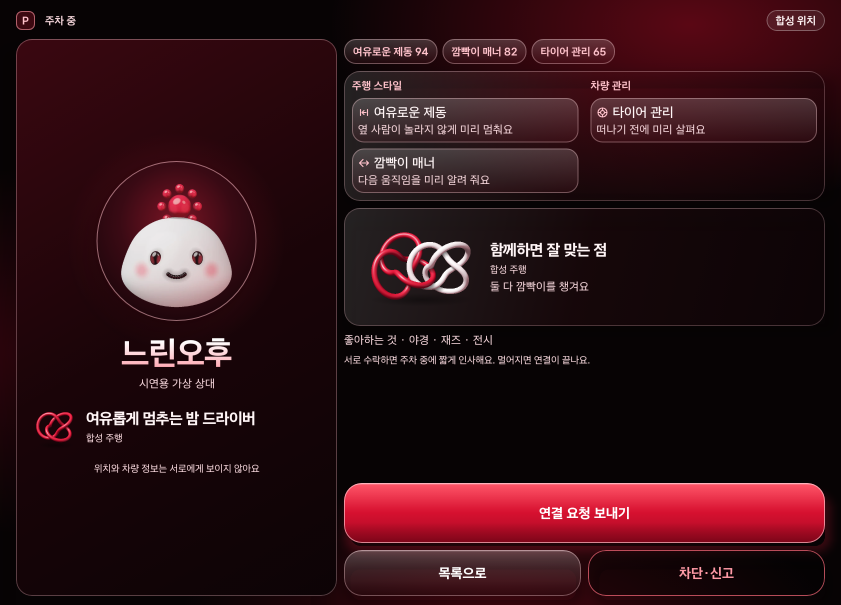 P 주차 중
합성 위치
느린오후
시연용 가상 상대
여유롭게 멈추는 밤 드라이버
합성 주행
위치와 차량 정보는 서로에게 보이지 않아요
여유로운 제동 94
깜빡이 매너 82
타이어 관리 65
주행 스타일
여유로운 제동
옆 사람이 놀라지 않게 미리 멈춰요
깜빡이 매너
다음 움직임을 미리 알려 줘요
차량 관리
타이어 관리
떠나기 전에 미리 살펴요
함께하면 잘 맞는 점
합성 주행
둘 다 깜빡이를 챙겨요
좋아하는 것 · 야경 · 재즈 · 전시
서로 수락하면 주차 중에 짧게 인사해요. 멀어지면 연결이 끝나요.
연결 요청 보내기
목록으로
차단·신고